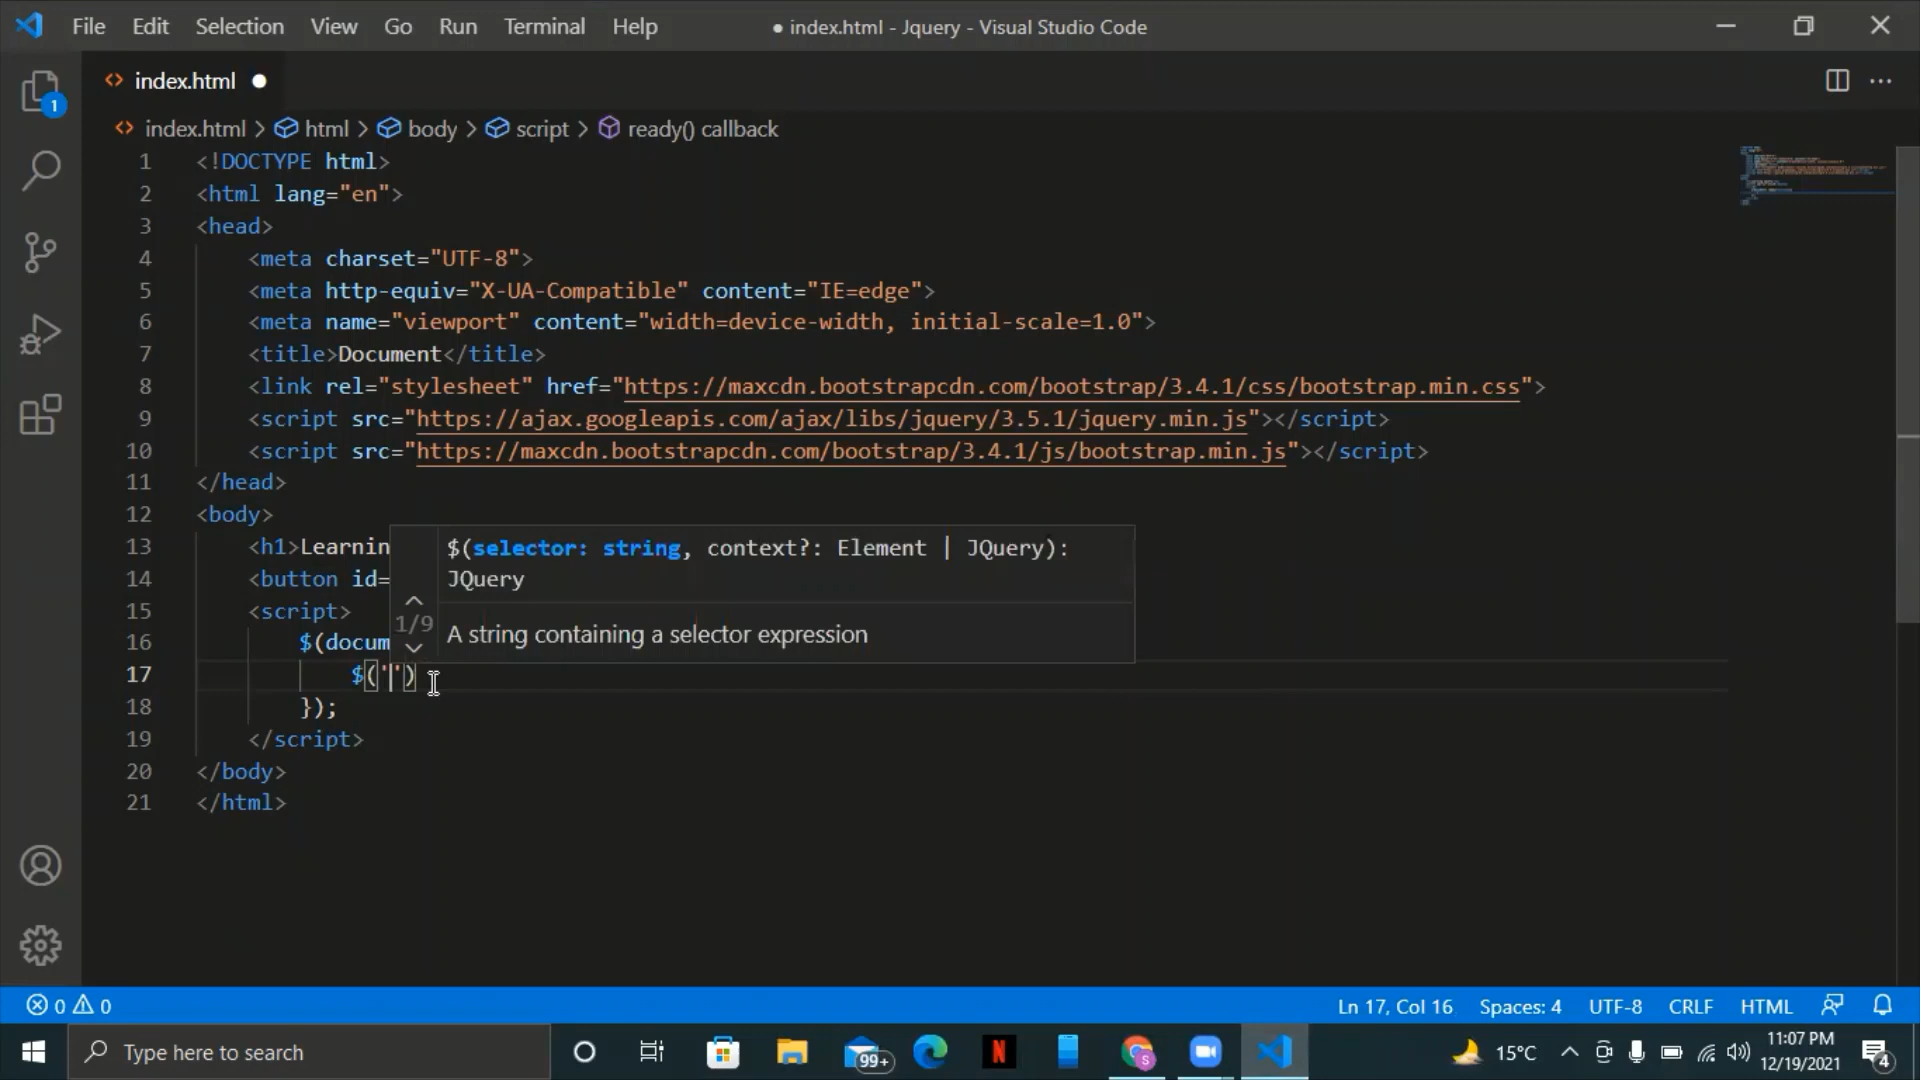 File Edit Selection View Go Run Terminal Help
● index.html - Jquery - Visual Studio Code
index.html
1
index.html > html > body > script > ready() callback
1 <!DOCTYPE html>
2 <html lang="en">
3 <head>
4 <meta charset="UTF-8">
5 <meta http-equiv="X-UA-Compatible" content="IE=edge">
6 <meta name="viewport" content="width=device-width, initial-scale=1.0">
7 <title>Document</title>
8 <link rel="stylesheet" href="https://maxcdn.bootstrapcdn.com/bootstrap/3.4.1/css/bootstrap.min.css">
9 <script src="https://ajax.googleapis.com/ajax/libs/jquery/3.5.1/jquery.min.js"></script>
10 <script src="https://maxcdn.bootstrapcdn.com/bootstrap/3.4.1/js/bootstrap.min.js"></script>
11 </head>
12 <body>
13 <h1>Learnin
$(selector: string, context?: Element | JQuery):
JQuery
14 <button id=
15 <script>
1/9
A string containing a selector expression
16 $(docum
17 $('')
18 });
19 </script>
20 </body>
21 </html>
0 0
Ln 17, Col 16 Spaces: 4 UTF-8 CRLF HTML
Type here to search
99+
N
S
15°C
11:07 PM
12/19/2021
4